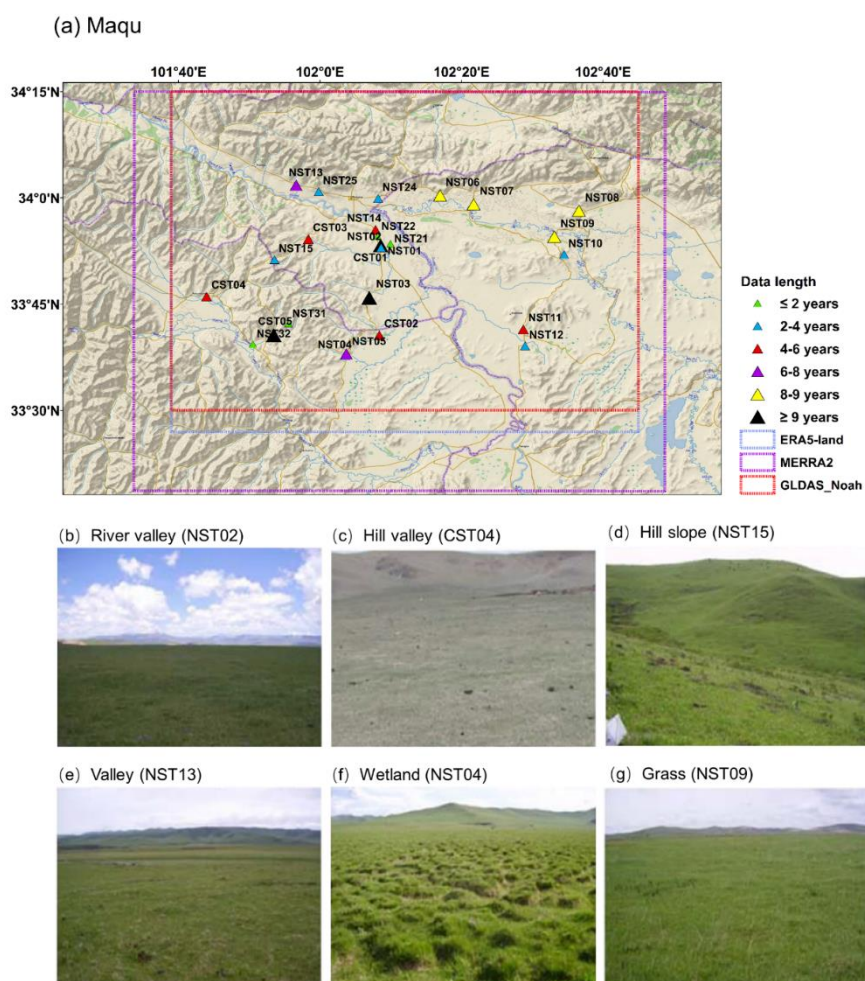 (a) Maqu
101°40'E 102°0'E 102°20'E 102°40'E
34°15'N
34°0'N
33°45'N
33°30'N
NST13
NST25
NST24
NST06
NST07
NST08
NST09
NST10
NST14
NST22
CST03
NST02
NST21
NST01
CST01
NST15
CST04
NST03
NST31
CST05
NST32
CST02
NST05
NST04
NST11
NST12
Data length
≤ 2 years
2-4 years
4-6 years
6-8 years
8-9 years
≥ 9 years
ERA5-land
MERRA2
GLDAS_Noah
(b) River valley (NST02)
(c) Hill valley (CST04)
(d) Hill slope (NST15)
(e) Valley (NST13)
(f) Wetland (NST04)
(g) Grass (NST09)